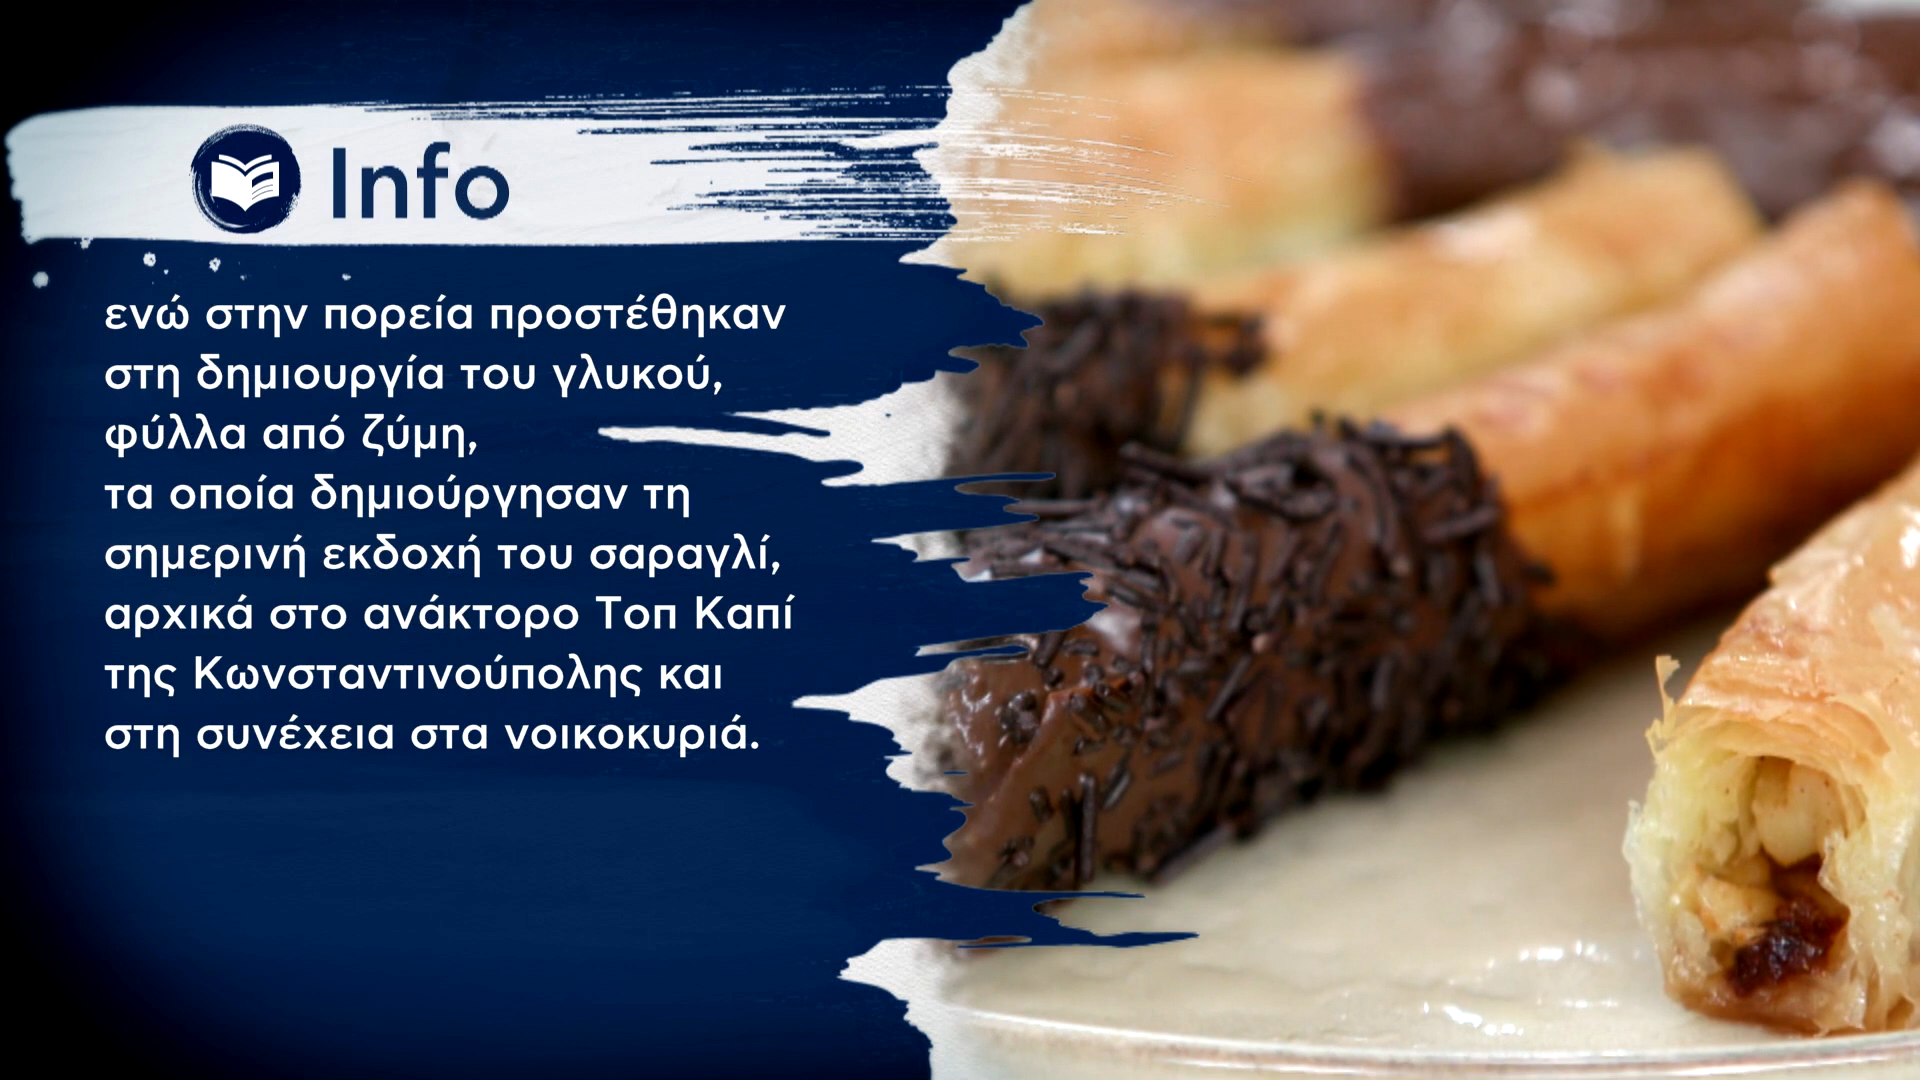 Info
ενώ στην πορεία προστέθηκαν
στη δημιουργία του γλυκού,
φύλλα από ζύμη,
τα οποία δημιούργησαν τη
σημερινή εκδοχή του σαραγλί,
αρχικά στο ανάκτορο Τοπ Καπί
της Κωνσταντινούπολης και
στη συνέχεια στα νοικοκυριά.